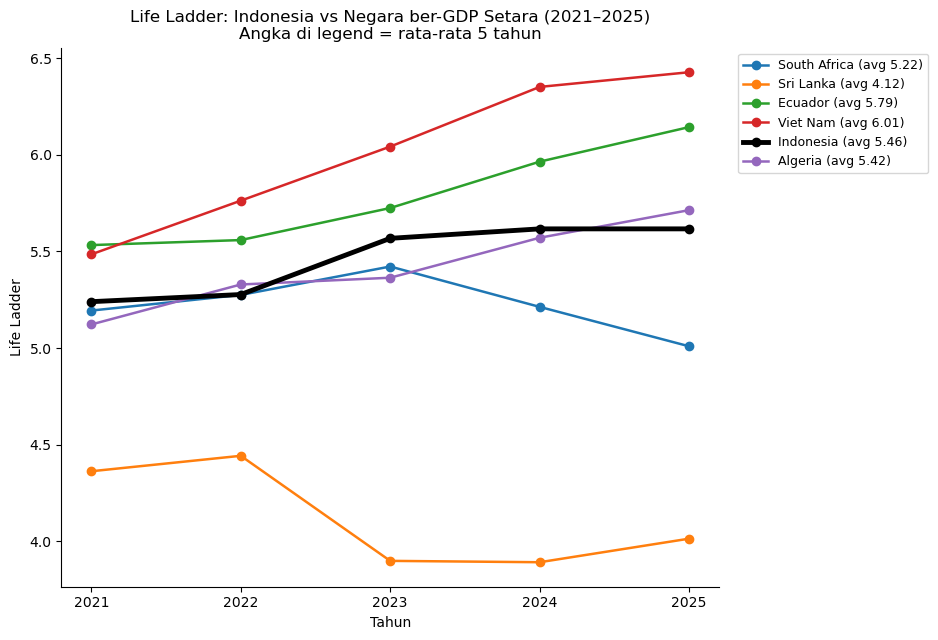 Life Ladder: Indonesia vs Negara ber-GDP Setara (2021–2025)
Angka di legend = rata-rata 5 tahun
South Africa (avg 5.22)
Sri Lanka (avg 4.12)
Ecuador (avg 5.79)
Viet Nam (avg 6.01)
Indonesia (avg 5.46)
Algeria (avg 5.42)
Life Ladder
6.5
6.0
5.5
5.0
4.5
4.0
2021 2022 2023 2024 2025
Tahun